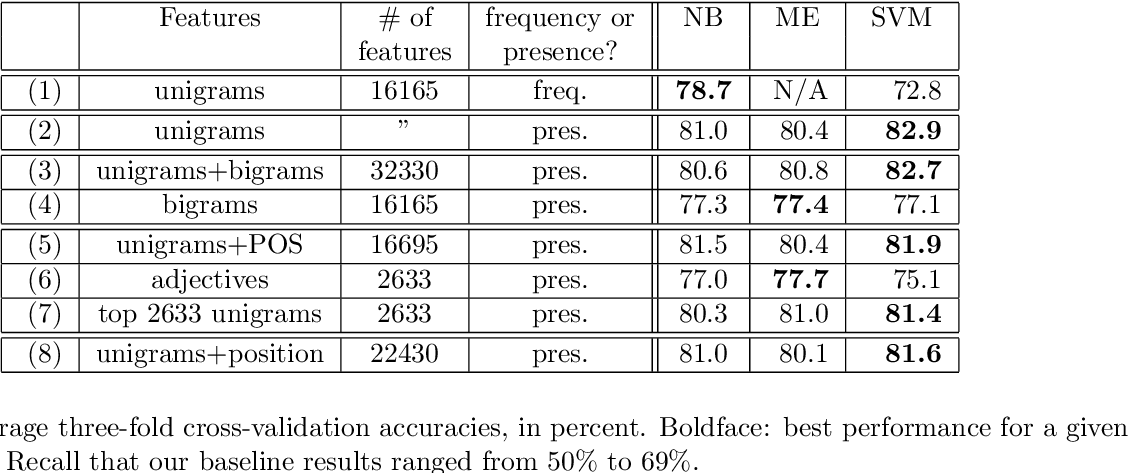 Features # of frequency or NB ME SVM
features presence?
(1) unigrams 16165 freq. 78.7 N/A 72.8
(2) unigrams ” pres. 81.0 80.4 82.9
(3) unigrams+bigrams 32330 pres. 80.6 80.8 82.7
(4) bigrams 16165 pres. 77.3 77.4 77.1
(5) unigrams+POS 16695 pres. 81.5 80.4 81.9
(6) adjectives 2633 pres. 77.0 77.7 75.1
(7) top 2633 unigrams 2633 pres. 80.3 81.0 81.4
(8) unigrams+position 22430 pres. 81.0 80.1 81.6
rage three-fold cross-validation accuracies, in percent. Boldface: best performance for a given
Recall that our baseline results ranged from 50% to 69%.